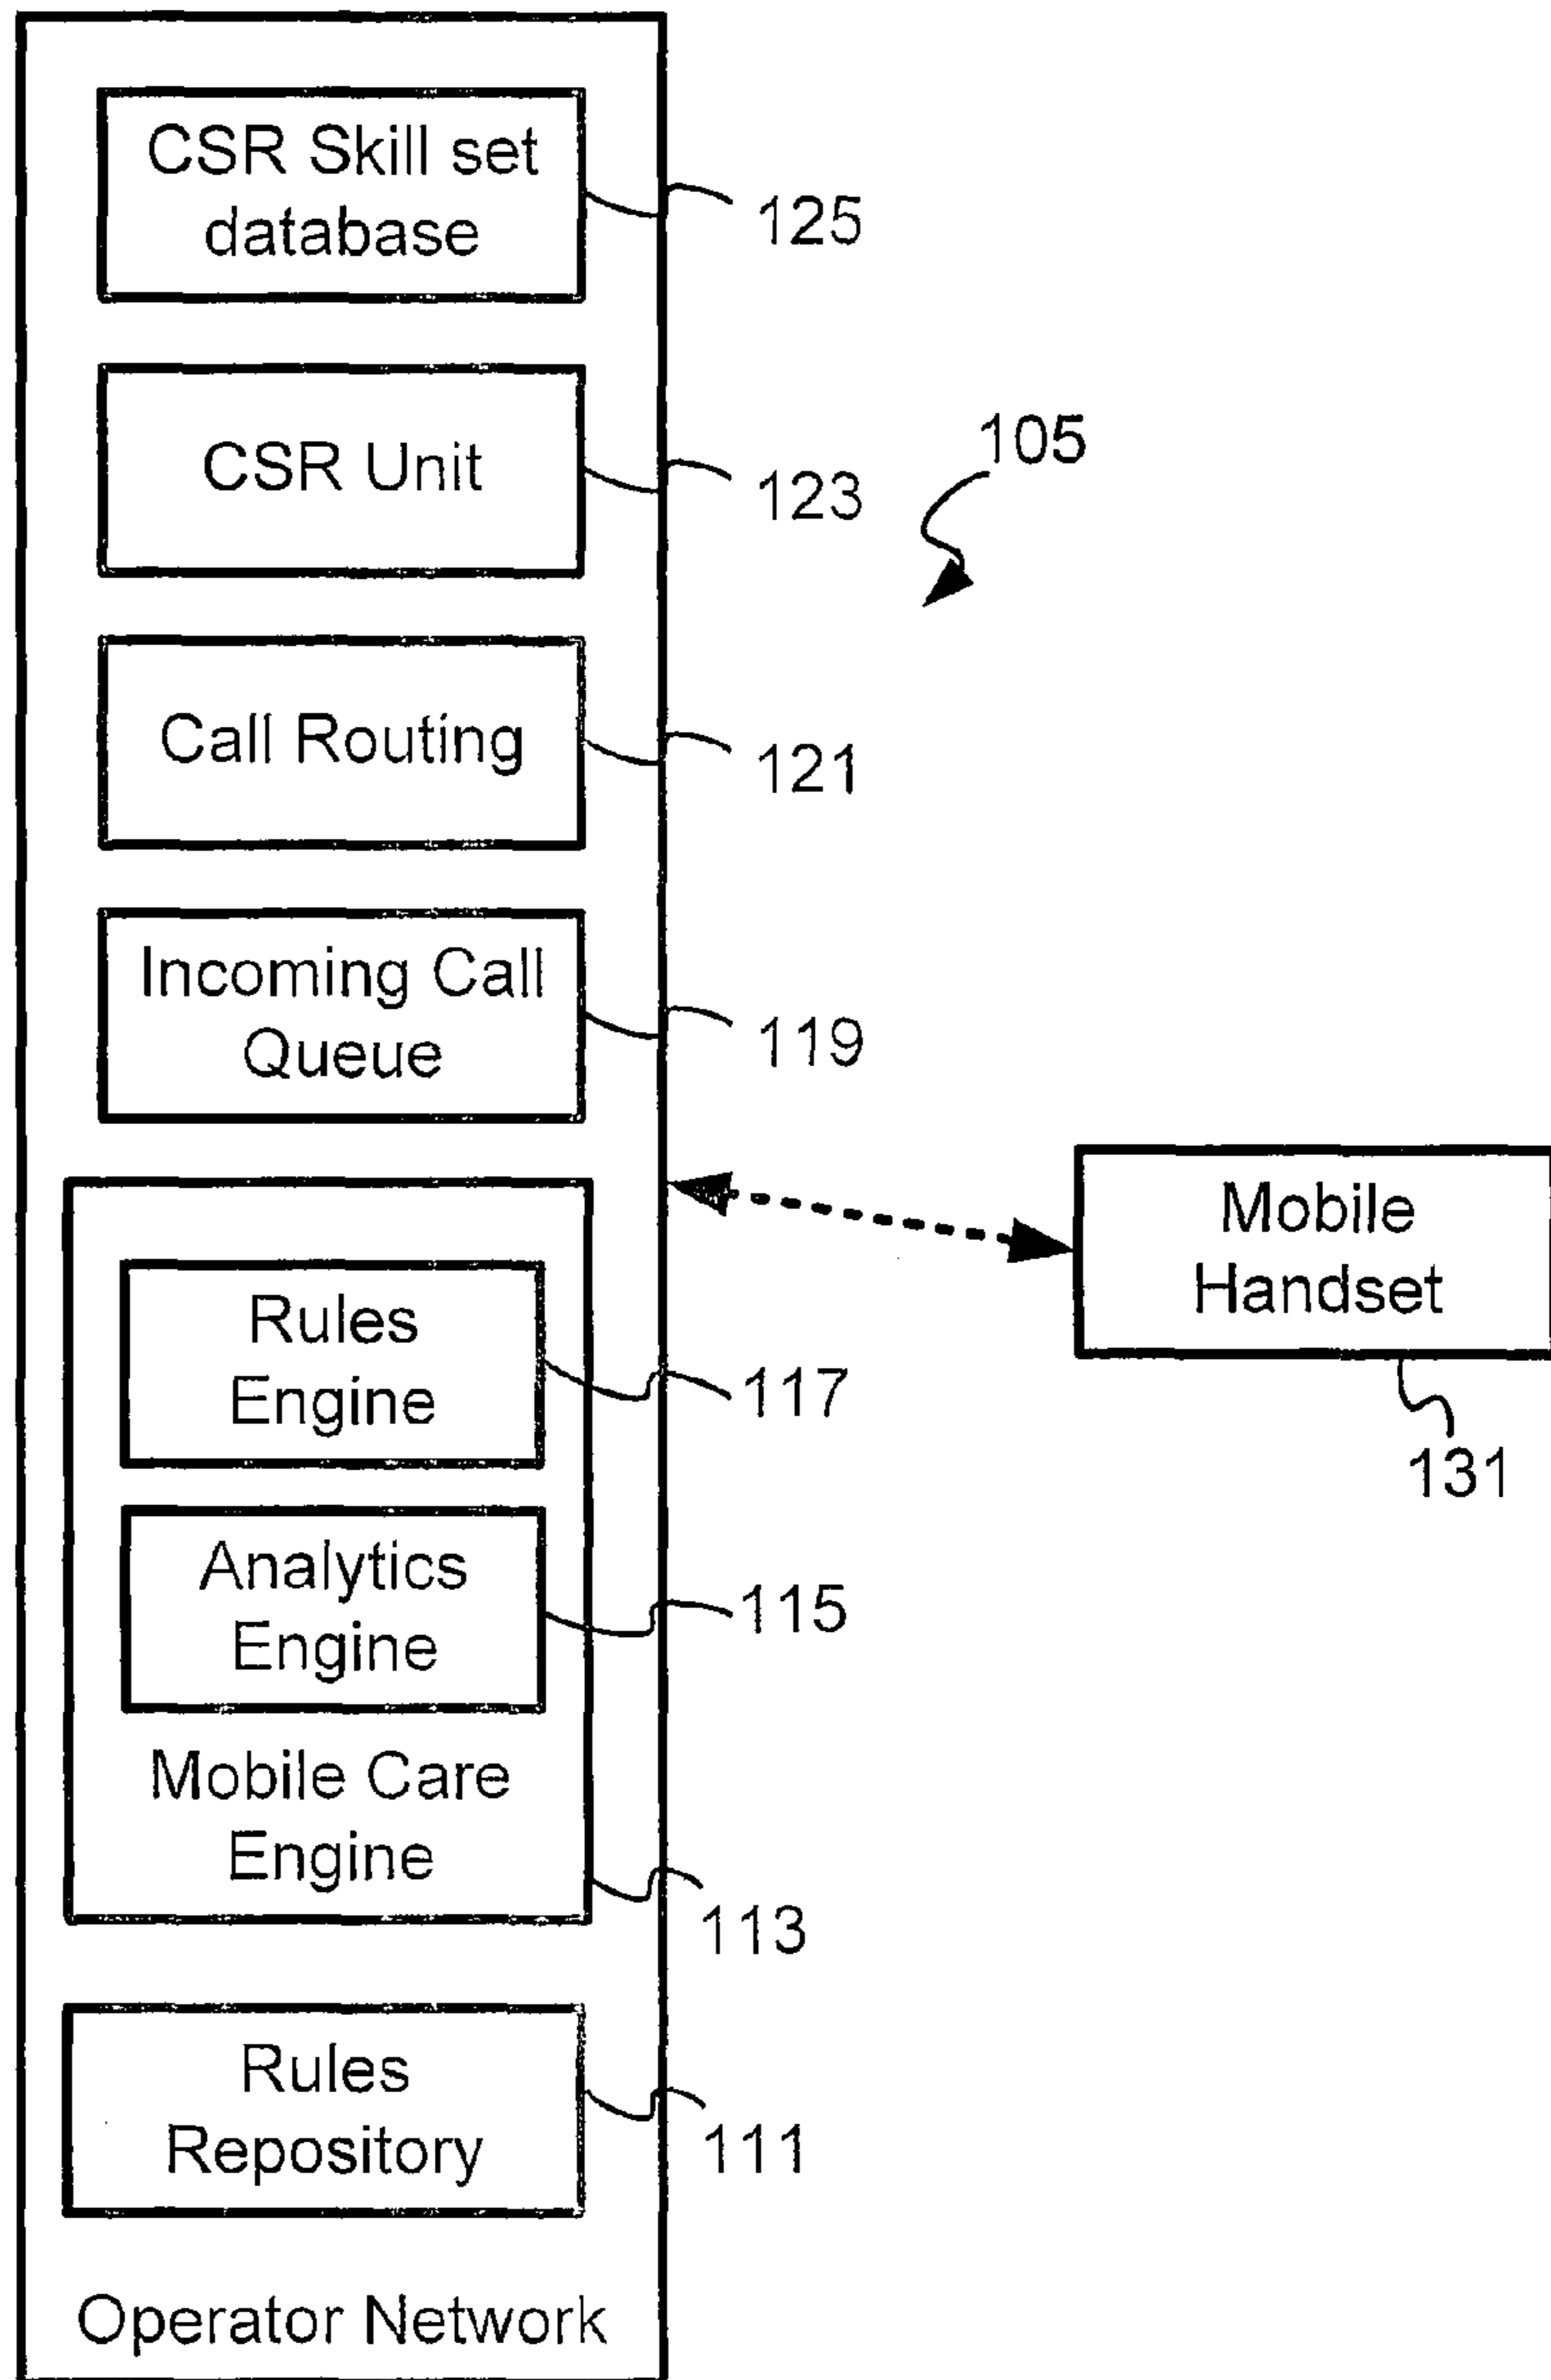 CSR Skill set
database
125
CSR Unit
123
105
Call Routing
121
Incoming Call
Queue
119
Mobile
Handset
131
Rules
Engine
117
Analytics
Engine
115
Mobile Care
Engine
113
Rules
Repository
111
Operator Network